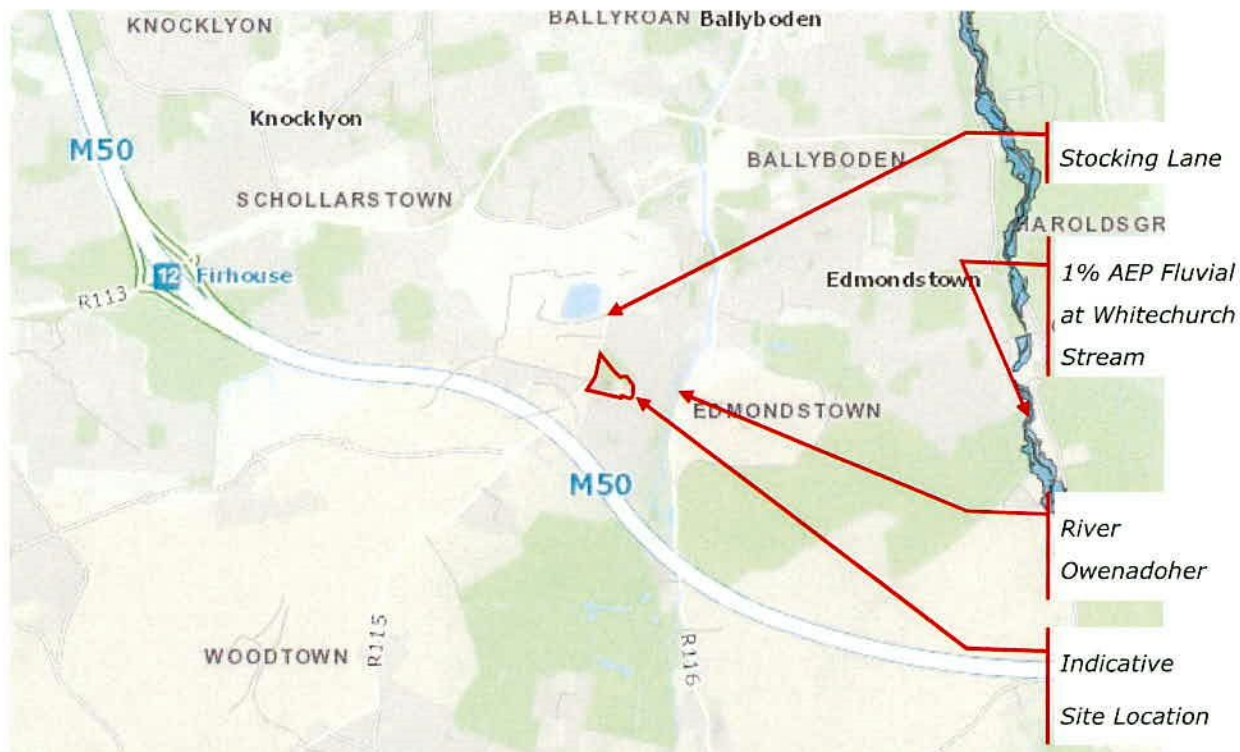 KNOCKLYON
BALLYROAN
Ballyboden
Knocklyon
M50
BALLYBODEN
Stocking Lane
SCHOLLARSTOWN
HAROLDSGR
12 Firhouse
Edmondstown
1% AEP Fluvial
at Whitechurch
Stream
R113
EDMONDSTOWN
M50
River
Owenadoher
WOODTOWN
R115
R116
Indicative
Site Location